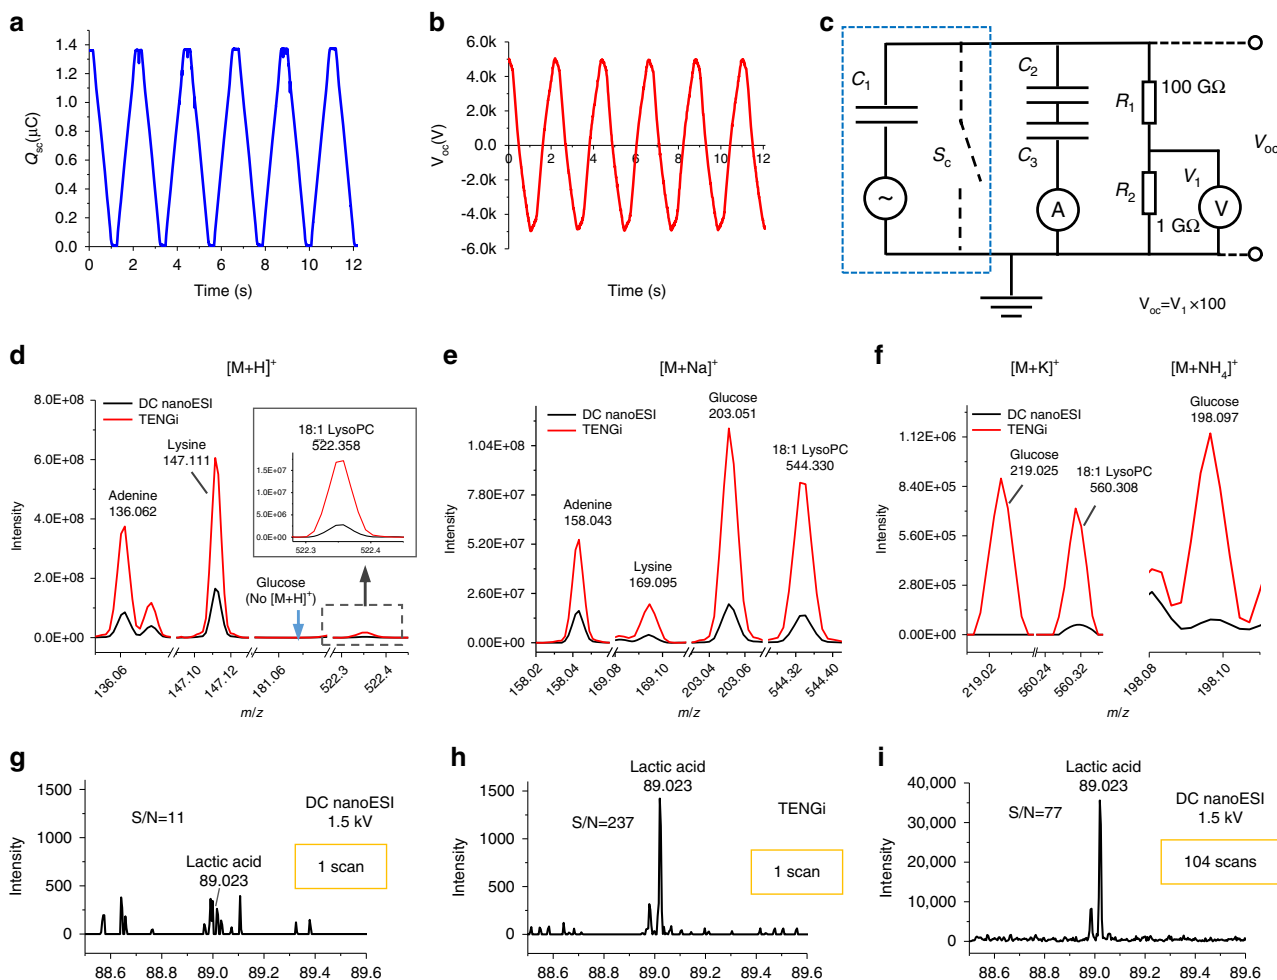 a
1.4
1.2
1.0
0.8
0.6
0.4
0.2
0.0
Qsc(μC)
0 2 4 6 8 10 12
Time (s)
b
6.0k
4.0k
2.0k
0.0
-2.0k
-4.0k
-6.0k
Voc(V)
0 2 4 6 8 10 12
Time (s)
c
C1
~
Sc
C2
C3
A
R1
100 GΩ
R2
1 GΩ
V1
V
Voc
Voc=V1 ×100
d
[M+H]+
DC nanoESI
TENGi
8.0E+08
6.0E+08
4.0E+08
2.0E+08
0.0E+00
Intensity
Adenine
136.062
Lysine
147.111
18:1 LysoPC
522.358
1.5E+07
1.0E+07
5.0E+06
0.0E+00
522.3 522.4
Glucose
(No [M+H]+)
136.06 147.10 147.12 181.06 522.3 522.4
m/z
e
[M+Na]+
DC nanoESI
TENGi
1.04E+08
7.80E+07
5.20E+07
2.60E+07
0.00E+00
Intensity
Adenine
158.043
Lysine
169.095
Glucose
203.051
18:1 LysoPC
544.330
158.02 158.04 169.08 169.10 203.04 203.06 544.32 544.40
m/z
f
[M+K]+
[M+NH4]+
DC nanoESI
TENGi
1.12E+06
8.40E+05
5.60E+05
2.80E+05
0.00E+00
Intensity
Glucose
219.025
18:1 LysoPC
560.308
Glucose
198.097
219.02 560.24 560.32 198.08 198.10
m/z
g
1500
1000
500
0
Intensity
S/N=11
DC nanoESI
1.5 kV
1 scan
Lactic acid
89.023
88.6 88.8 89.0 89.2 89.4 89.6
h
1500
1000
500
0
Intensity
Lactic acid
89.023
S/N=237
TENGi
1 scan
88.6 88.8 89.0 89.2 89.4 89.6
i
40,000
30,000
20,000
10,000
0
Intensity
Lactic acid
89.023
S/N=77
DC nanoESI
1.5 kV
104 scans
88.6 88.8 89.0 89.2 89.4 89.6